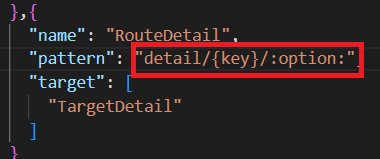 },{
"name": "RouteDetail",
"pattern": "detail/{key}/:option:",
"target": [
"TargetDetail"
]
}